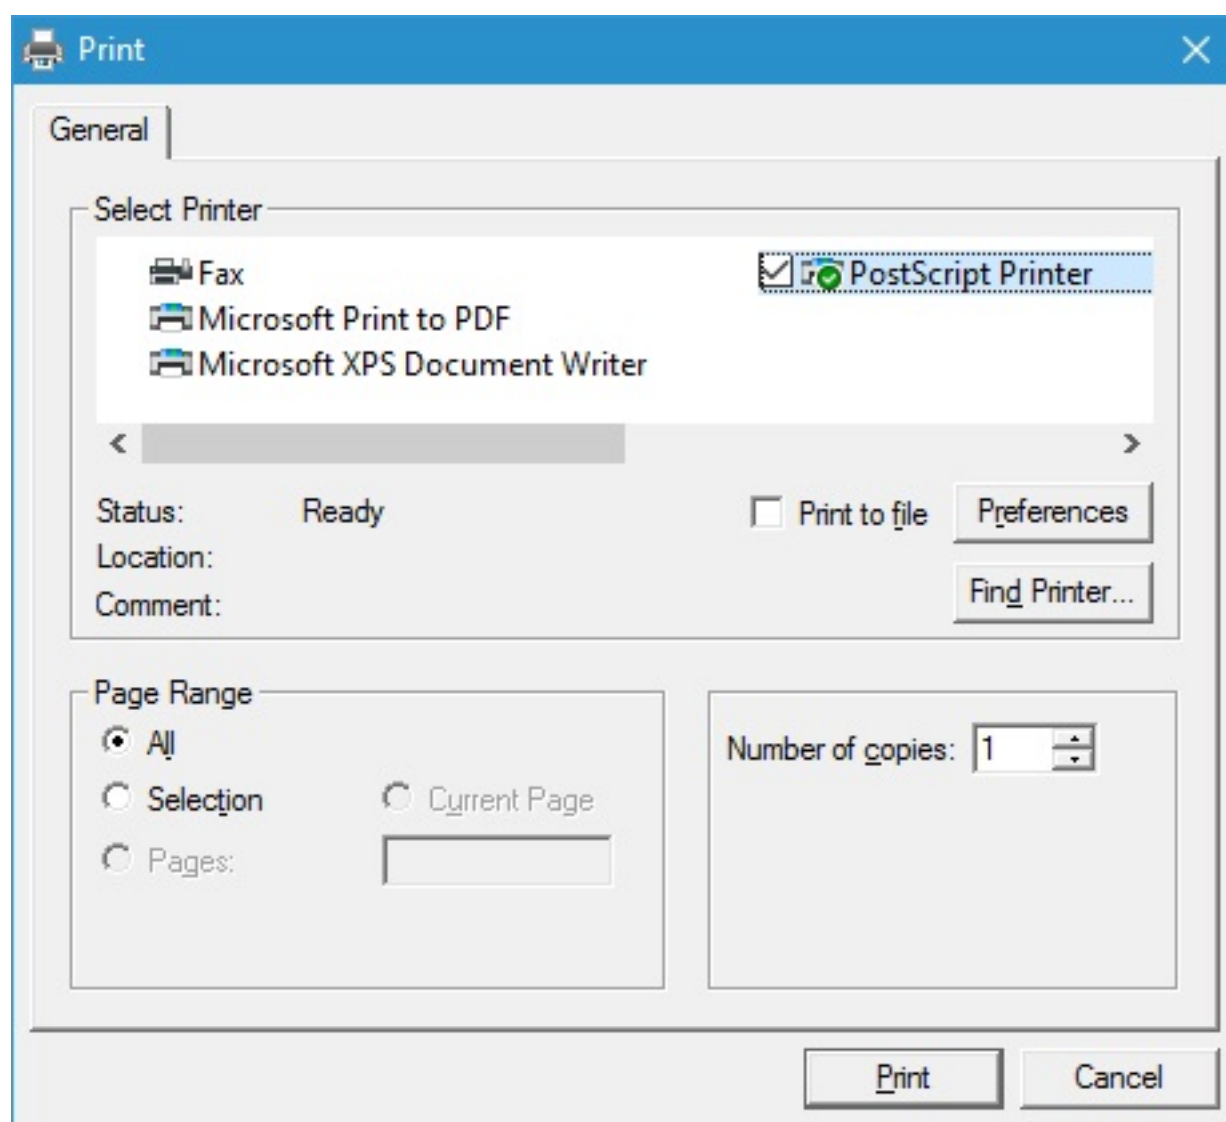 Print
General
Select Printer
Fax
PostScript Printer
Microsoft Print to PDF
Microsoft XPS Document Writer
Status: Ready
Print to file
Preferences
Location:
Comment:
Find Printer...
Page Range
All
Selection
Current Page
Pages:
Number of copies: 1
Print
Cancel